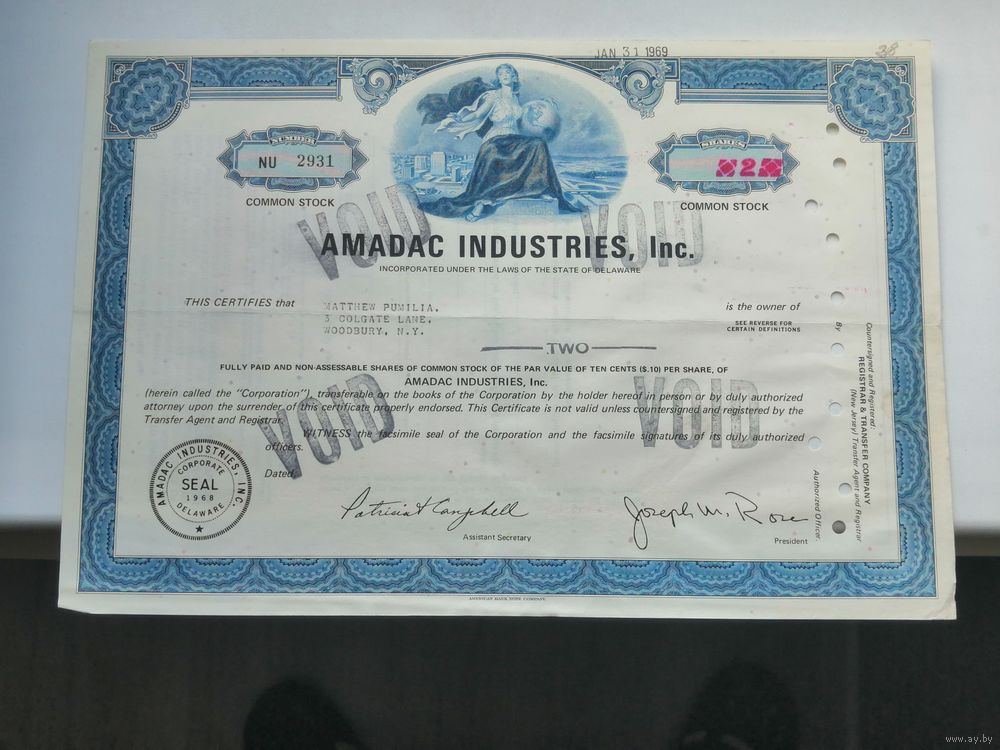 JAN 31 1969
38
NUMBER
NU 2931
COMMON STOCK
SHARES
2
COMMON STOCK
VOID VOID
AMADAC INDUSTRIES, Inc.
INCORPORATED UNDER THE LAWS OF THE STATE OF DELAWARE
THIS CERTIFIES that
MATTHEW PUMILIA.
3 COLGATE LANE.
WOODBURY, N.Y.
is the owner of
SEE REVERSE FOR
CERTAIN DEFINITIONS
TWO
FULLY PAID AND NON-ASSESSABLE SHARES OF COMMON STOCK OF THE PAR VALUE OF TEN CENTS ($.10) PER SHARE, OF
AMADAC INDUSTRIES, Inc.
(herein called the "Corporation"), transferable on the books of the Corporation by the holder hereof in person or by duly authorized
attorney upon the surrender of this certificate properly endorsed. This Certificate is not valid unless countersigned and registered by the
Transfer Agent and Registrar.
WITNESS the facsimile seal of the Corporation and the facsimile signatures of its duly authorized
officers.
VOID VOID
Dated
AMADAC INDUSTRIES, INC.
CORPORATE
SEAL
1968
DELAWARE
Patricia H Campbell
Assistant Secretary
Joseph M. Rose
President
Countersigned and Registered:
REGISTRAR & TRANSFER COMPANY
(New Jersey) Transfer Agent and Registrar
By
Authorized Officer.
AMERICAN BANK NOTE COMPANY.
www.ay.by